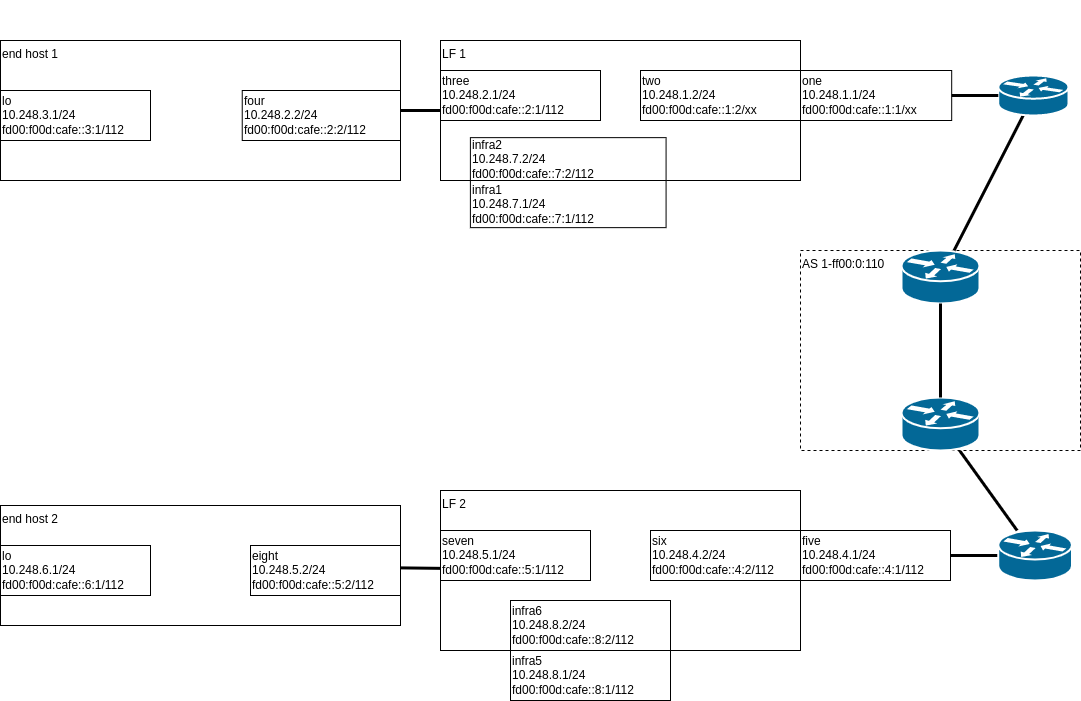 end host 1
lo
10.248.3.1/24
fd00:f00d:cafe::3:1/112
four
10.248.2.2/24
fd00:f00d:cafe::2:2/112
LF 1
three
10.248.2.1/24
fd00:f00d:cafe::2:1/112
two
10.248.1.2/24
fd00:f00d:cafe::1:2/xx
one
10.248.1.1/24
fd00:f00d:cafe::1:1/xx
infra2
10.248.7.2/24
fd00:f00d:cafe::7:2/112
infra1
10.248.7.1/24
fd00:f00d:cafe::7:1/112
AS 1-ff00:0:110
end host 2
lo
10.248.6.1/24
fd00:f00d:cafe::6:1/112
eight
10.248.5.2/24
fd00:f00d:cafe::5:2/112
LF 2
seven
10.248.5.1/24
fd00:f00d:cafe::5:1/112
six
10.248.4.2/24
fd00:f00d:cafe::4:2/112
five
10.248.4.1/24
fd00:f00d:cafe::4:1/112
infra6
10.248.8.2/24
fd00:f00d:cafe::8:2/112
infra5
10.248.8.1/24
fd00:f00d:cafe::8:1/112